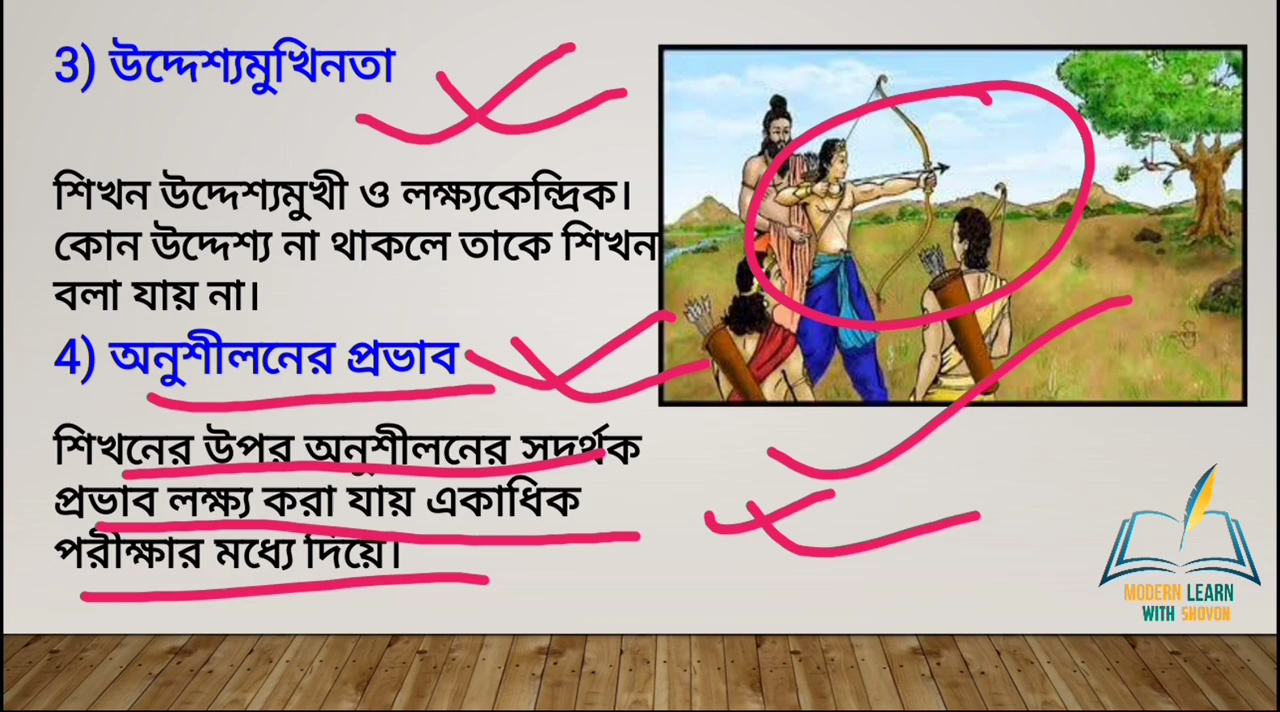 3) উদ্দেশ্যমুখিনতা
শিখন উদ্দেশ্যমুখী ও লক্ষ্যকেন্দ্রিক।
কোন উদ্দেশ্য না থাকলে তাকে শিখন
বলা যায় না।
4) অনুশীলনের প্রভাব
শিখনের উপর অনুশীলনের সদর্থক
প্রভাব লক্ষ্য করা যায় একাধিক
পরীক্ষার মধ্যে দিয়ে।
MODERN LEARN
WITH SHOVON